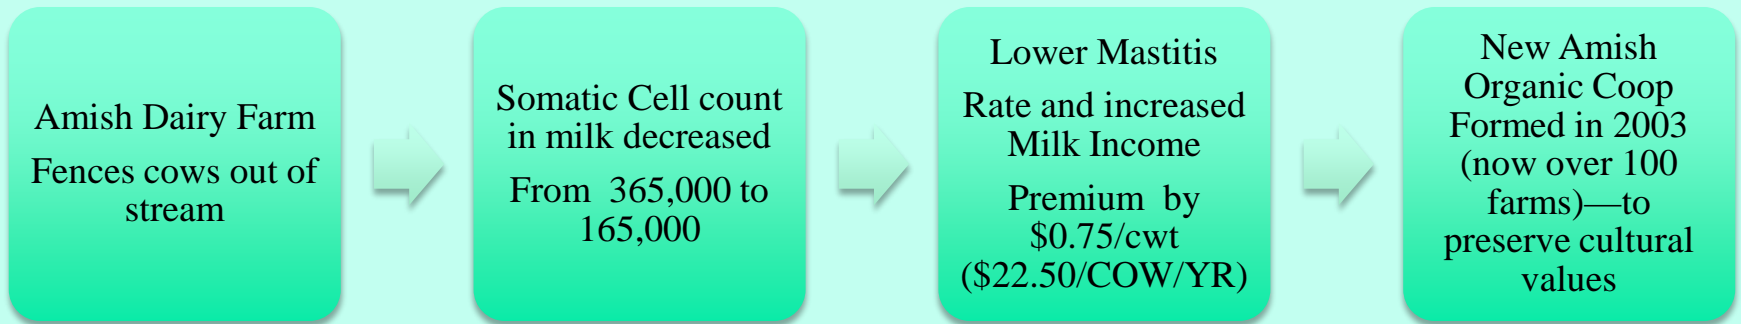 Amish Dairy Farm
Fences cows out of
stream
Somatic Cell count
in milk decreased
From 365,000 to
165,000
Lower Mastitis
Rate and increased
Milk Income
Premium by
$0.75/cwt
($22.50/COW/YR)
New Amish
Organic Coop
Formed in 2003
(now over 100
farms)—to
preserve cultural
values